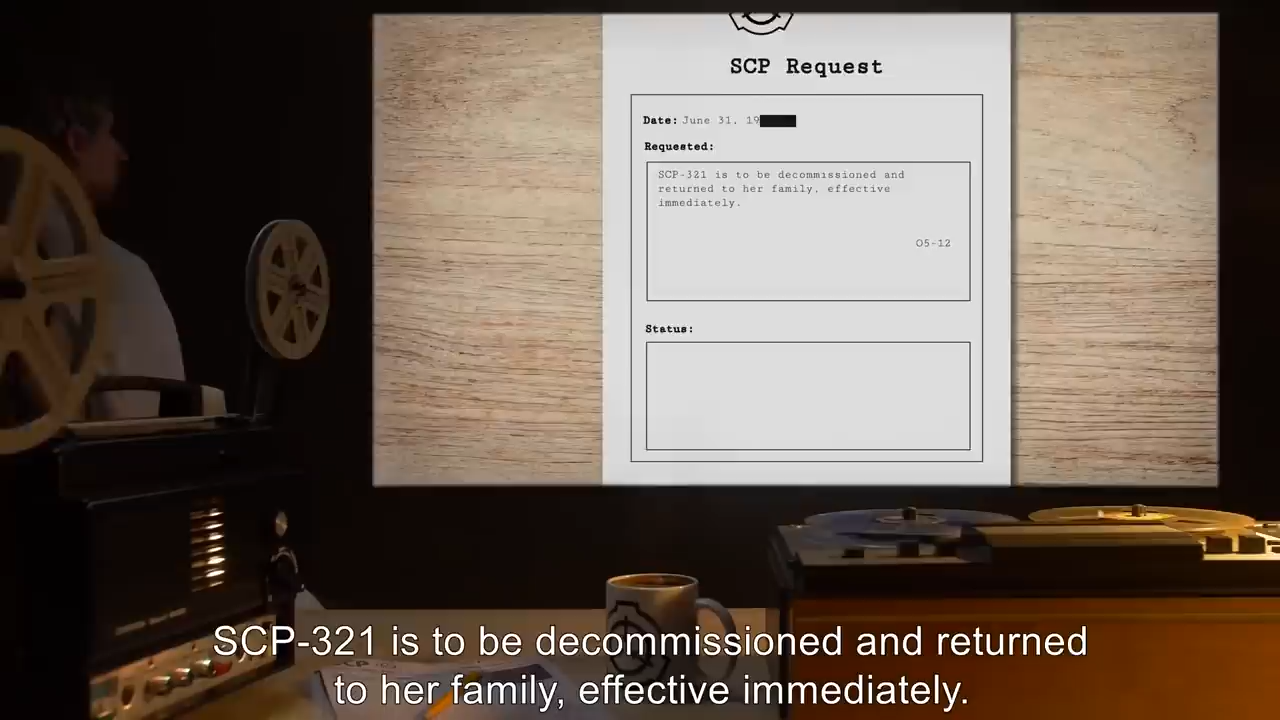 SCP Request
Date: June 31, 19
Requested:
SCP-321 is to be decommissioned and
returned to her family, effective
immediately.
O5-12
Status:
SCP-321 is to be decommissioned and returned
to her family, effective immediately.